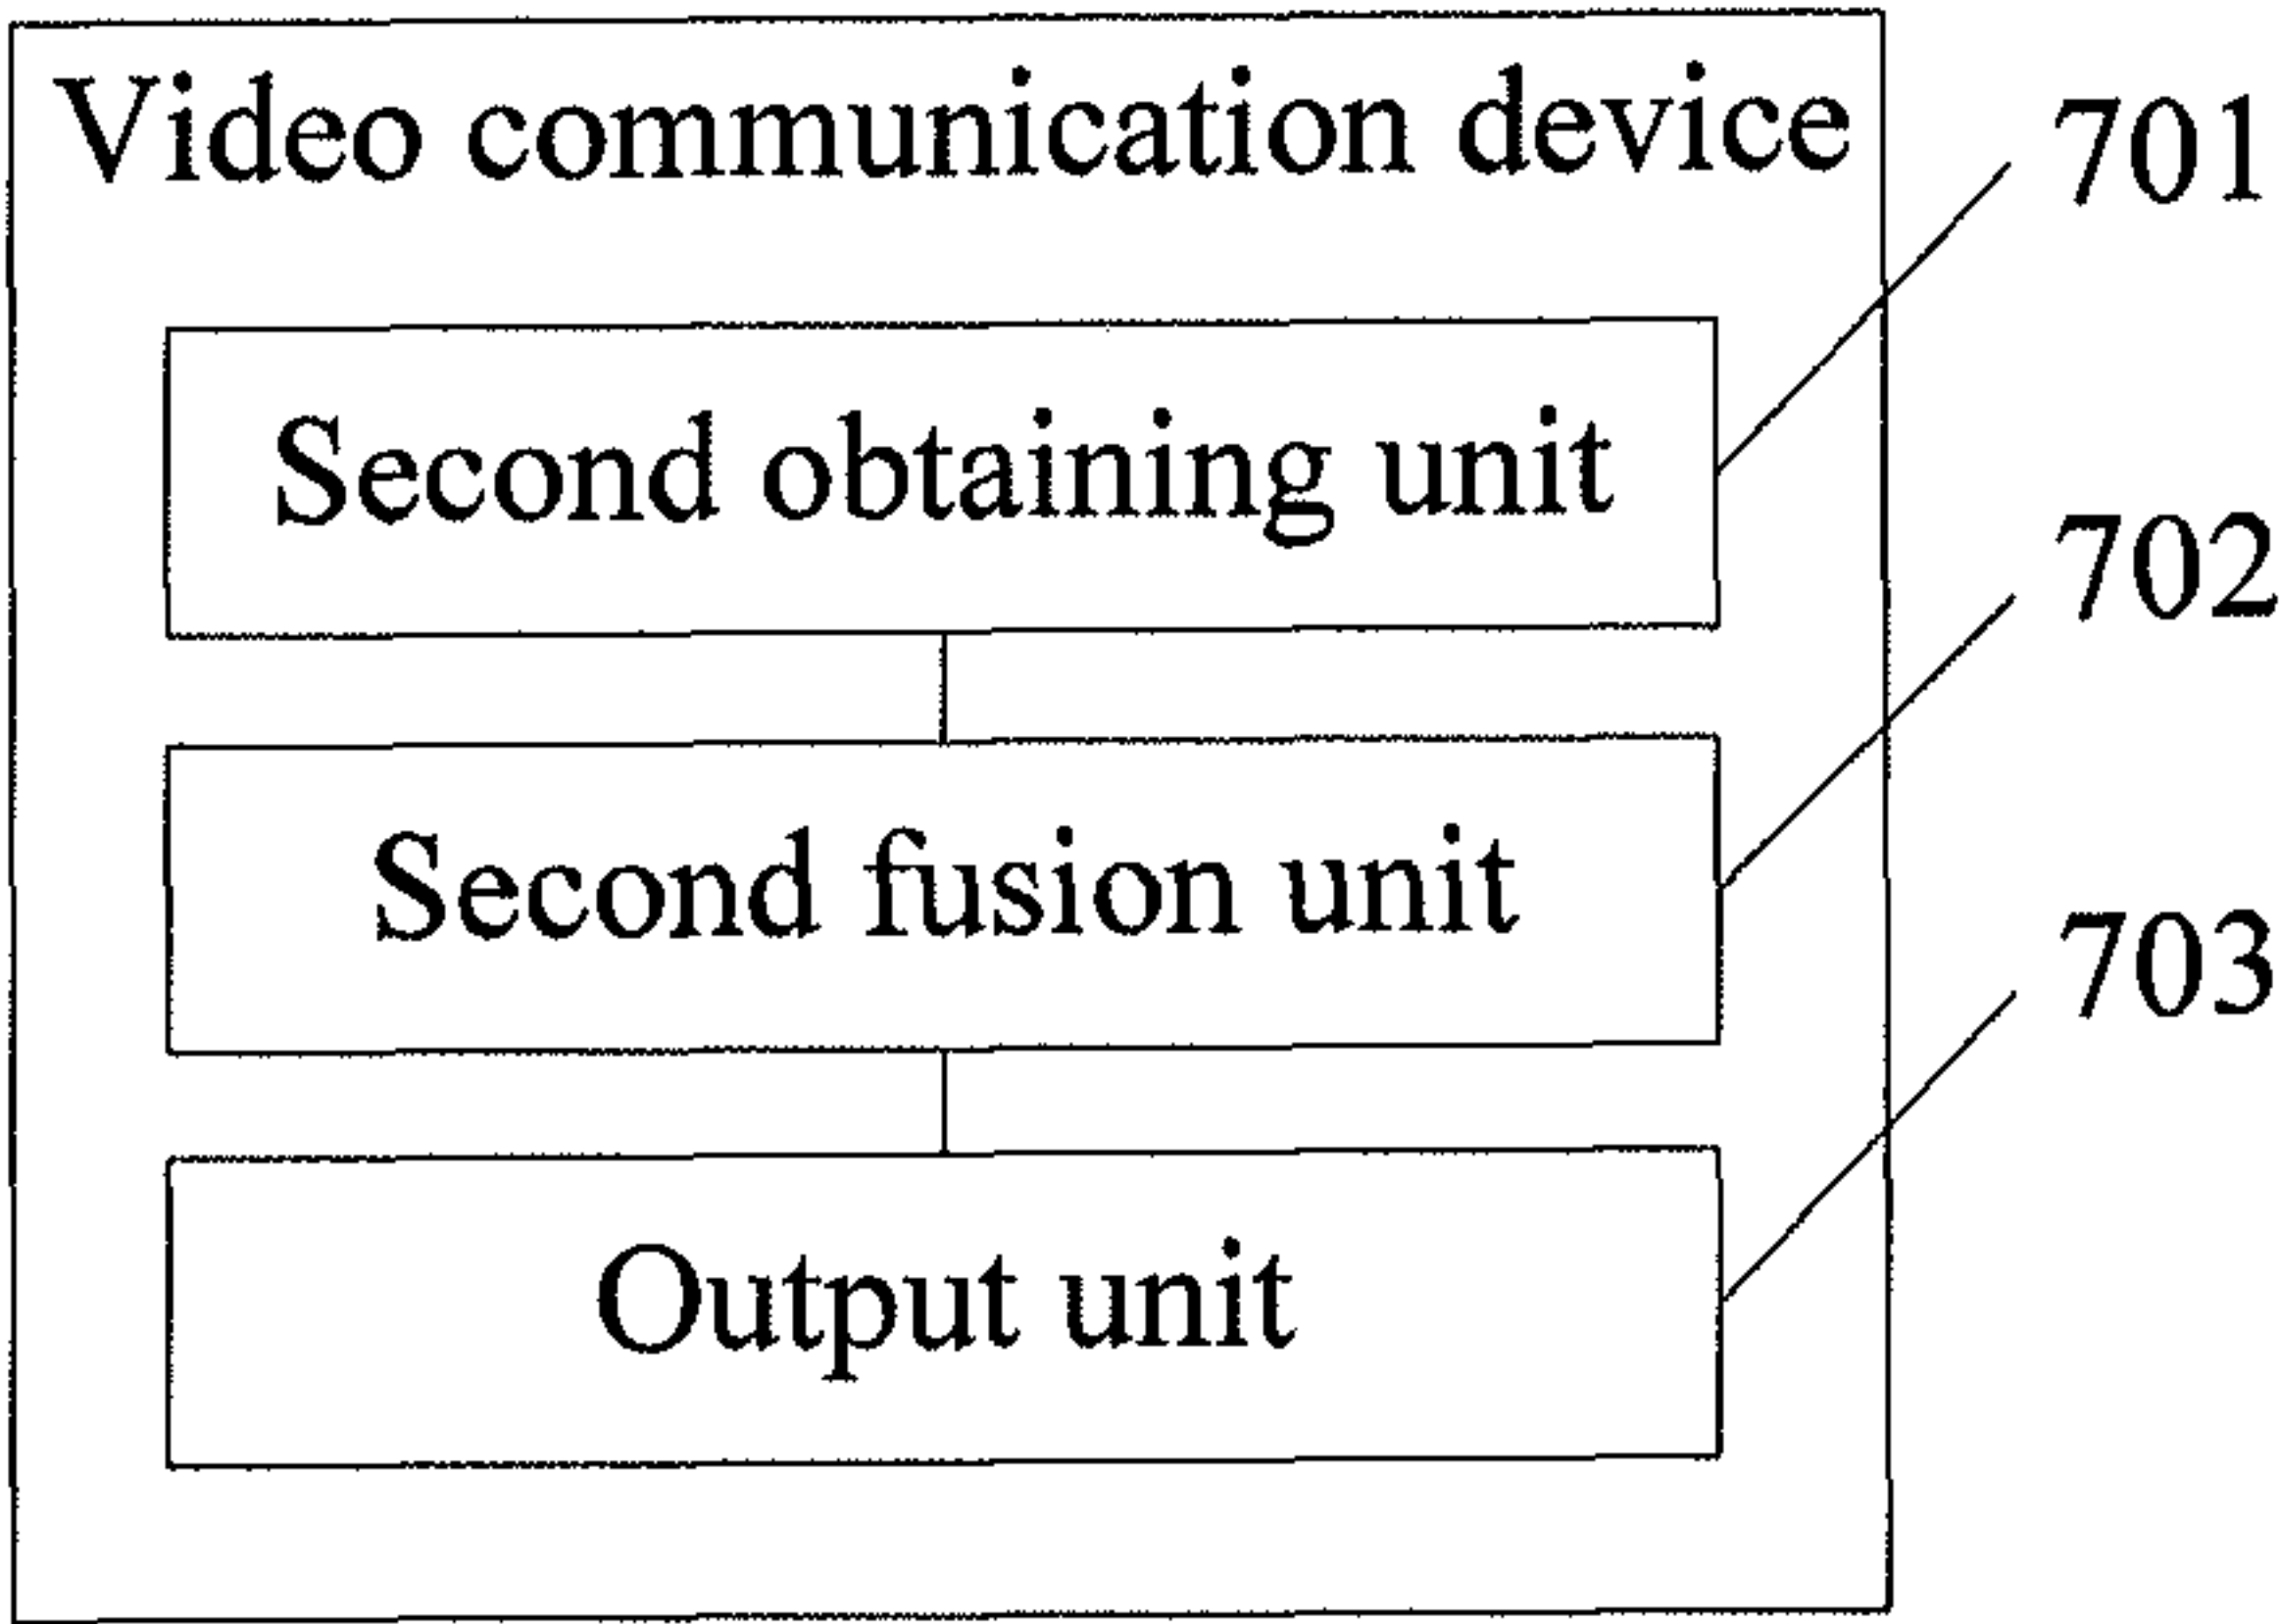 Video communication device
701
Second obtaining unit
702
Second fusion unit
703
Output unit